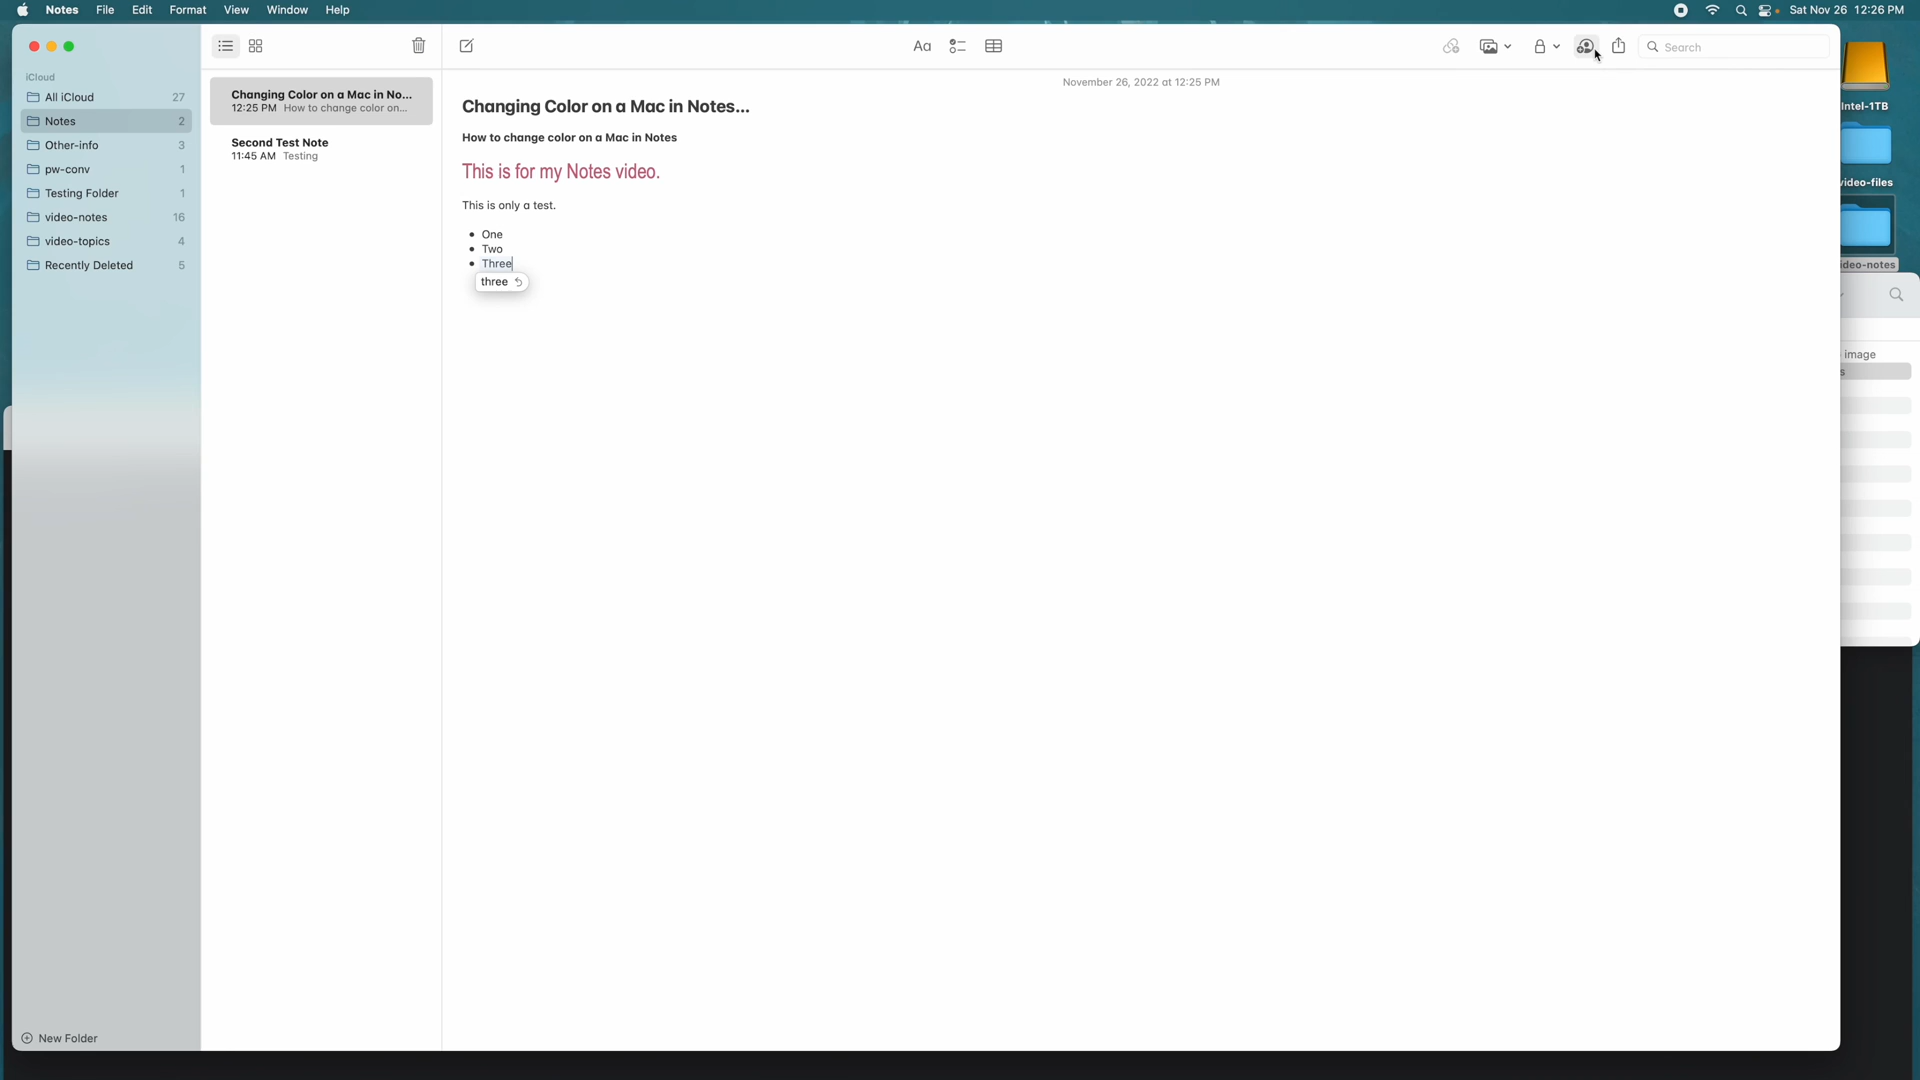 Notes File Edit Format View Window Help Sat Nov 26 12:26 PM
Search
iCloud
All iCloud 27
Notes 2
Other-info 3
pw-conv 1
Testing Folder 1
video-notes 16
video-topics 4
Recently Deleted 5
New Folder
Changing Color on a Mac in No...
12:25 PM How to change color on...
Second Test Note
11:45 AM Testing
Aa
November 26, 2022 at 12:25 PM
Changing Color on a Mac in Notes...
How to change color on a Mac in Notes
This is for my Notes video.
This is only a test.
• One
• Two
• Three
three
Intel-1TB
video-files
ideo-notes
image
s